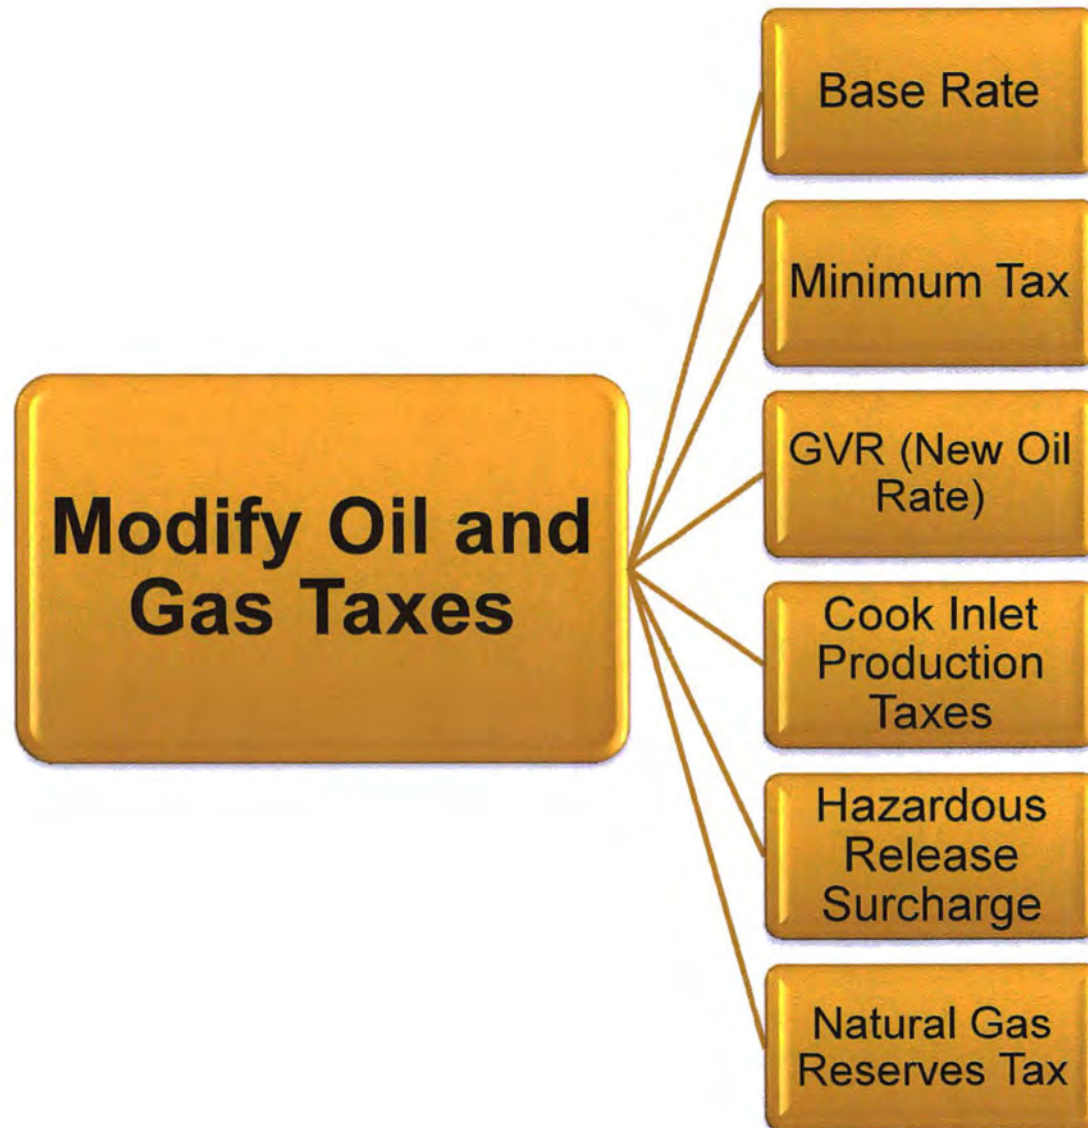 Modify Oil and
Gas Taxes
Base Rate
Minimum Tax
GVR (New Oil
Rate)
Cook Inlet
Production
Taxes
Hazardous
Release
Surcharge
Natural Gas
Reserves Tax